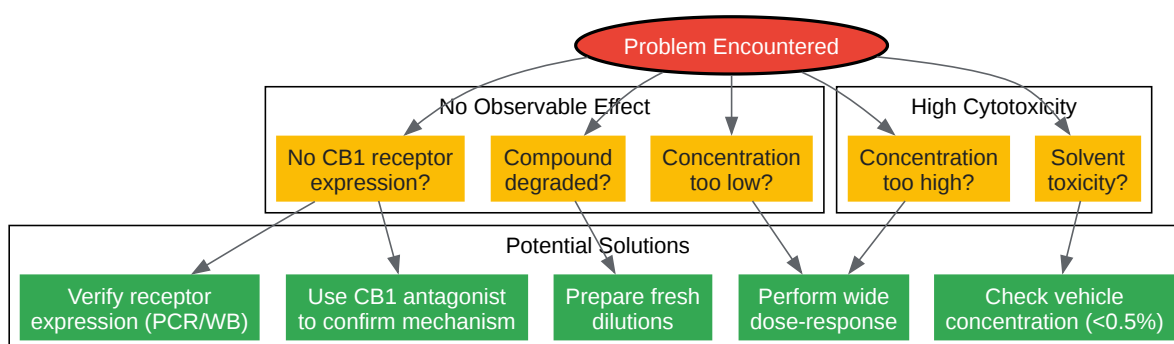 Problem Encountered
No Observable Effect
High Cytotoxicity
No CB1 receptor
expression?
Compound
degraded?
Concentration
too low?
Concentration
too high?
Solvent
toxicity?
Potential Solutions
Verify receptor
expression (PCR/WB)
Use CB1 antagonist
to confirm mechanism
Prepare fresh
dilutions
Perform wide
dose-response
Check vehicle
concentration (<0.5%)